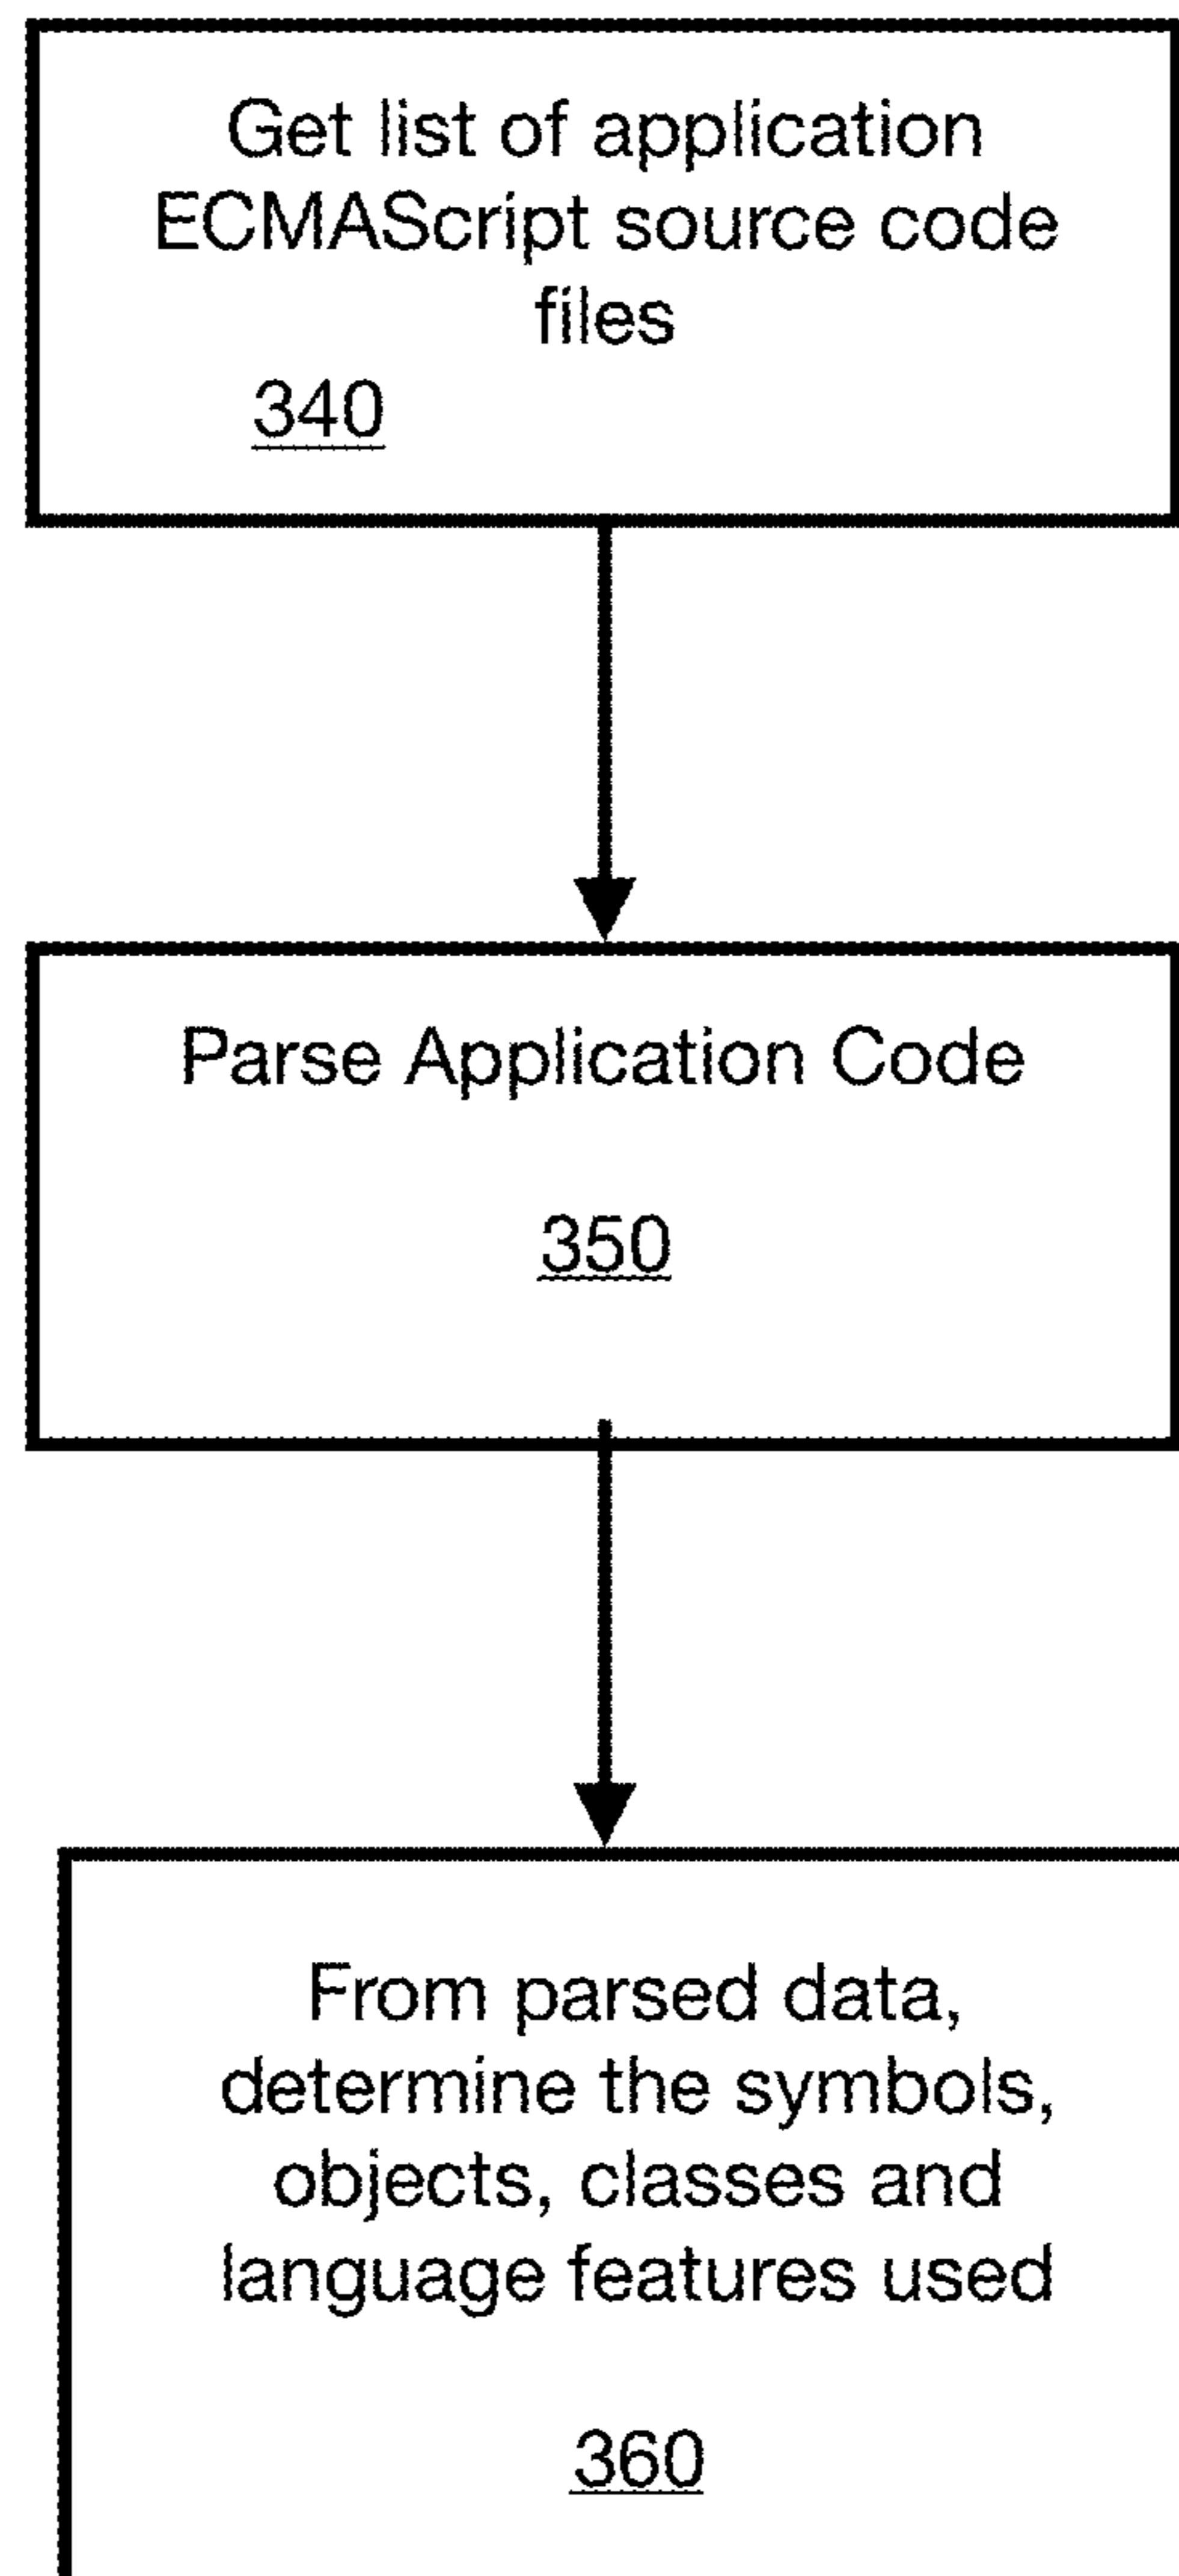 Get list of application
ECMAScript source code
files
340
Parse Application Code
350
From parsed data,
determine the symbols,
objects, classes and
language features used
360